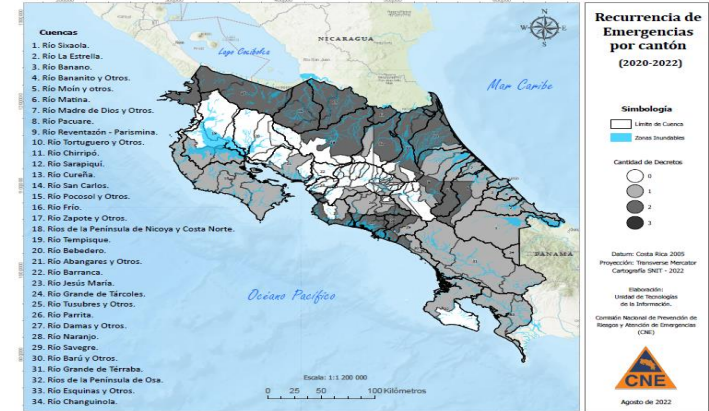 Cuencas
1. Río Sixaola.
2. Río La Estrella.
3. Río Banano.
4. Río Bananito y Otros.
5. Río Moín y otros.
6. Río Matina.
7. Río Madre de Dios y Otros.
8. Río Pacuare.
9. Río Reventazón - Parismina.
10. Río Tortuguero y Otros.
11. Río Chirripó.
12. Río Sarapiquí.
13. Río Cureña.
14. Río San Carlos.
15. Río Pocosol y Otros.
16. Río Frío.
17. Río Zapote y Otros.
18. Ríos de la Península de Nicoya y Costa Norte.
19. Río Tempisque.
20. Río Bebedero.
21. Río Abangares y Otros.
22. Río Barranca.
23. Río Jesús María.
24. Río Grande de Tárcoles.
25. Río Tusubres y Otros.
26. Río Parrita.
27. Río Damas y Otros.
28. Río Naranjo.
29. Río Savegre.
30. Río Barú y Otros.
31. Río Grande de Térraba.
32. Ríos de la Península de Osa.
33. Río Esquinas y Otros.
34. Río Changuinola.
Lago Cocibolca
NICARAGUA
Mar Caribe
PANAMÁ
Océano Pacífico
Escala: 1:1 200 000
0 25 50 100 Kilómetros
Recurrencia de
Emergencias
por cantón
(2020-2022)
Simbología
Límite de Cuenca
Zonas Inundables
Cantidad de Decretos
0
1
2
3
Datum: Costa Rica 2005
Proyección: Transverse Mercator
Cartografía SNIT - 2022
Elaboración:
Unidad de Tecnologías
de la Información.
Comisión Nacional de Prevención de
Riesgos y Atención de Emergencias
(CNE)
CNE
Agosto de 2022